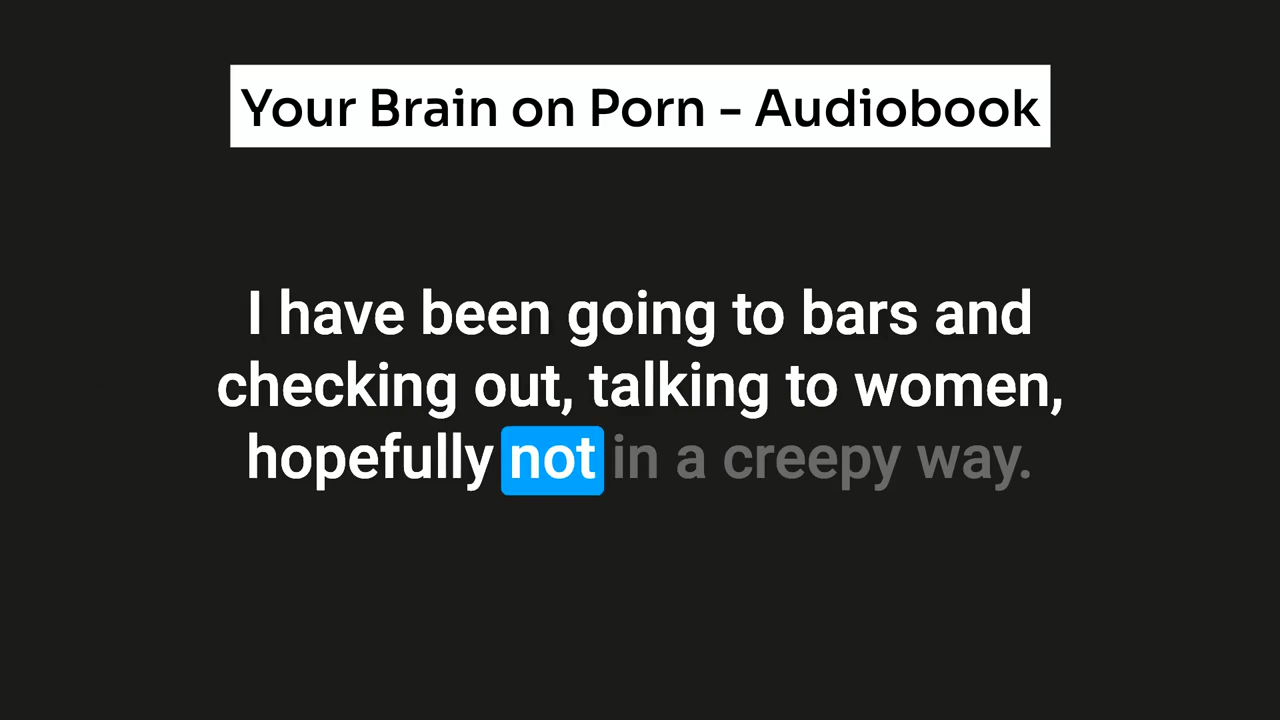 Your Brain on Porn - Audiobook
I have been going to bars and
checking out, talking to women,
hopefully not in a creepy way.